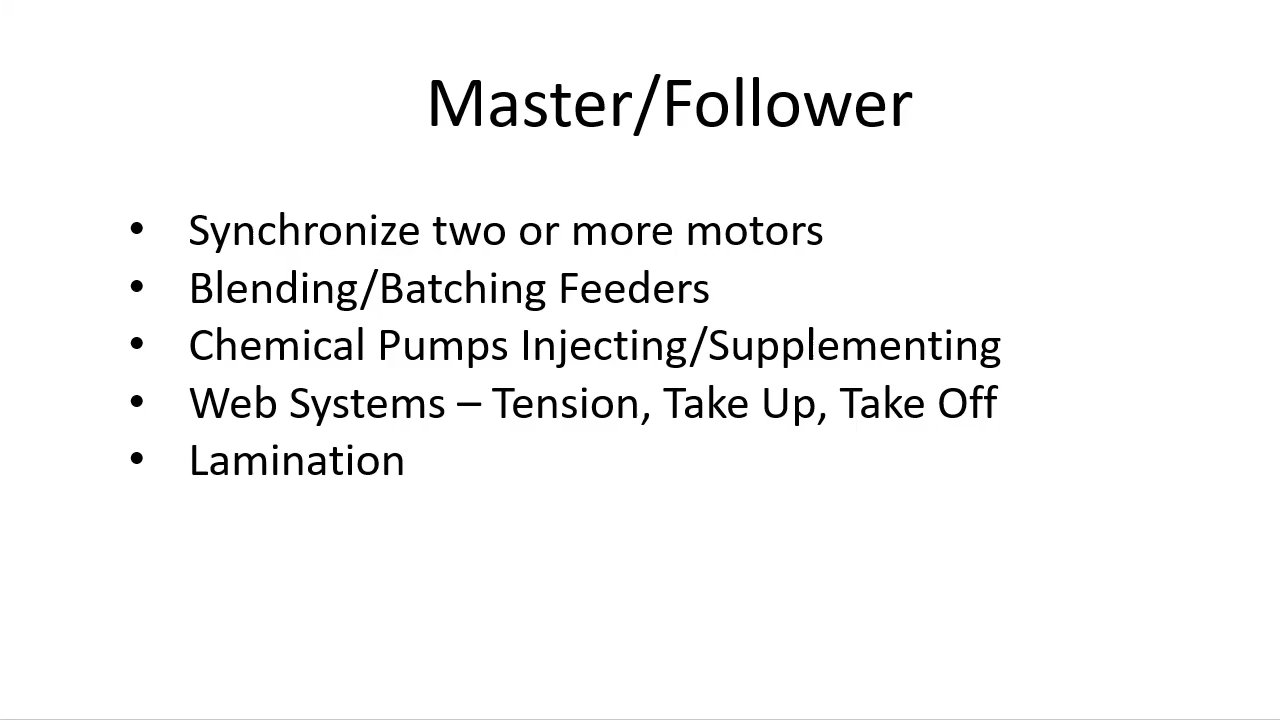 Master/Follower
• Synchronize two or more motors
• Blending/Batching Feeders
• Chemical Pumps Injecting/Supplementing
• Web Systems – Tension, Take Up, Take Off
• Lamination